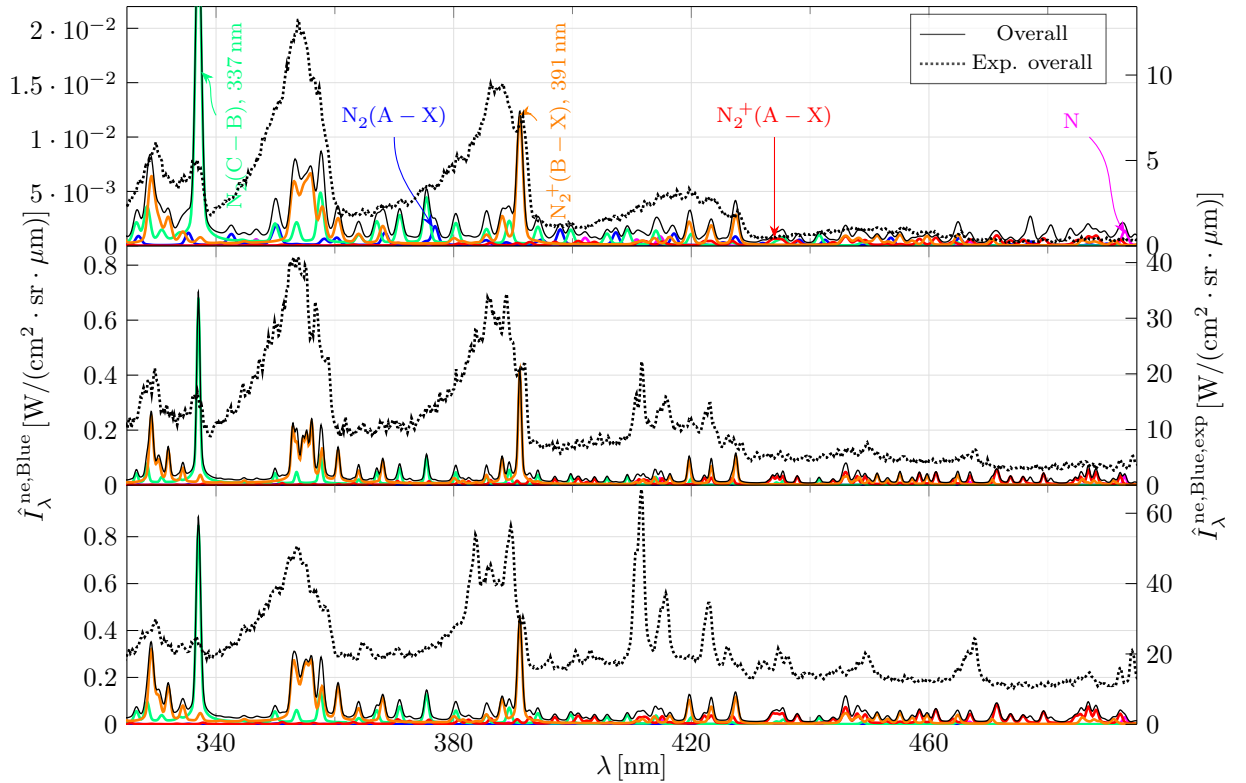 Overall
Exp. overall
2 · 10⁻²
1.5 · 10⁻²
1 · 10⁻²
5 · 10⁻³
0
10
5
0
(C − B), 337 nm
N₂(A − X)
N₂⁺(B − X), 391 nm
N₂⁺(A − X)
N
0.8
0.6
0.4
0.2
0
40
30
20
10
0
0.8
0.6
0.4
0.2
0
60
40
20
0
Î_λ^{ne,Blue} [W/(cm² · sr · μm)]
Î_λ^{ne,Blue,exp} [W/(cm² · sr · μm)]
340
380
420
460
λ [nm]